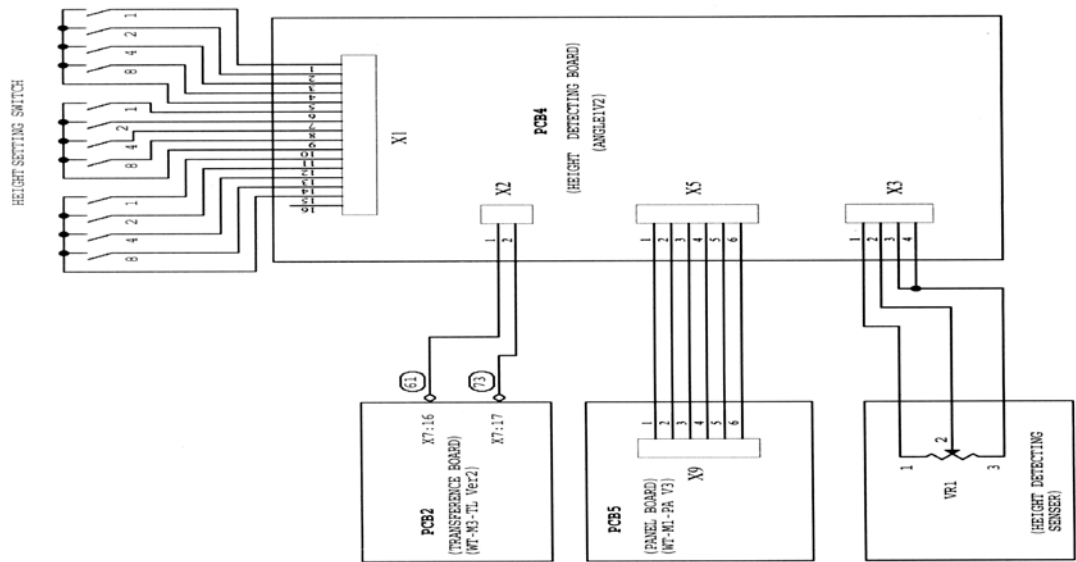 HEIGHT SETTING SWITCH
1
2
4
8
1
2
4
8
1
2
4
8
X1
PCB4
(HEIGHT DETECTING BOARD)
(ANGLE1V2)
X2
1
2
X5
1
2
3
4
5
6
X3
1
2
3
4
61
73
X7:16
X7:17
PCB2
(TRANSFERENCE BOARD)
(WT-M3-TL Ver2)
1
2
3
4
5
6
X9
PCB5
(PANEL BOARD)
(WT-M1-PA V3)
1
2
3
VR1
(HEIGHT DETECTING
SENSER)